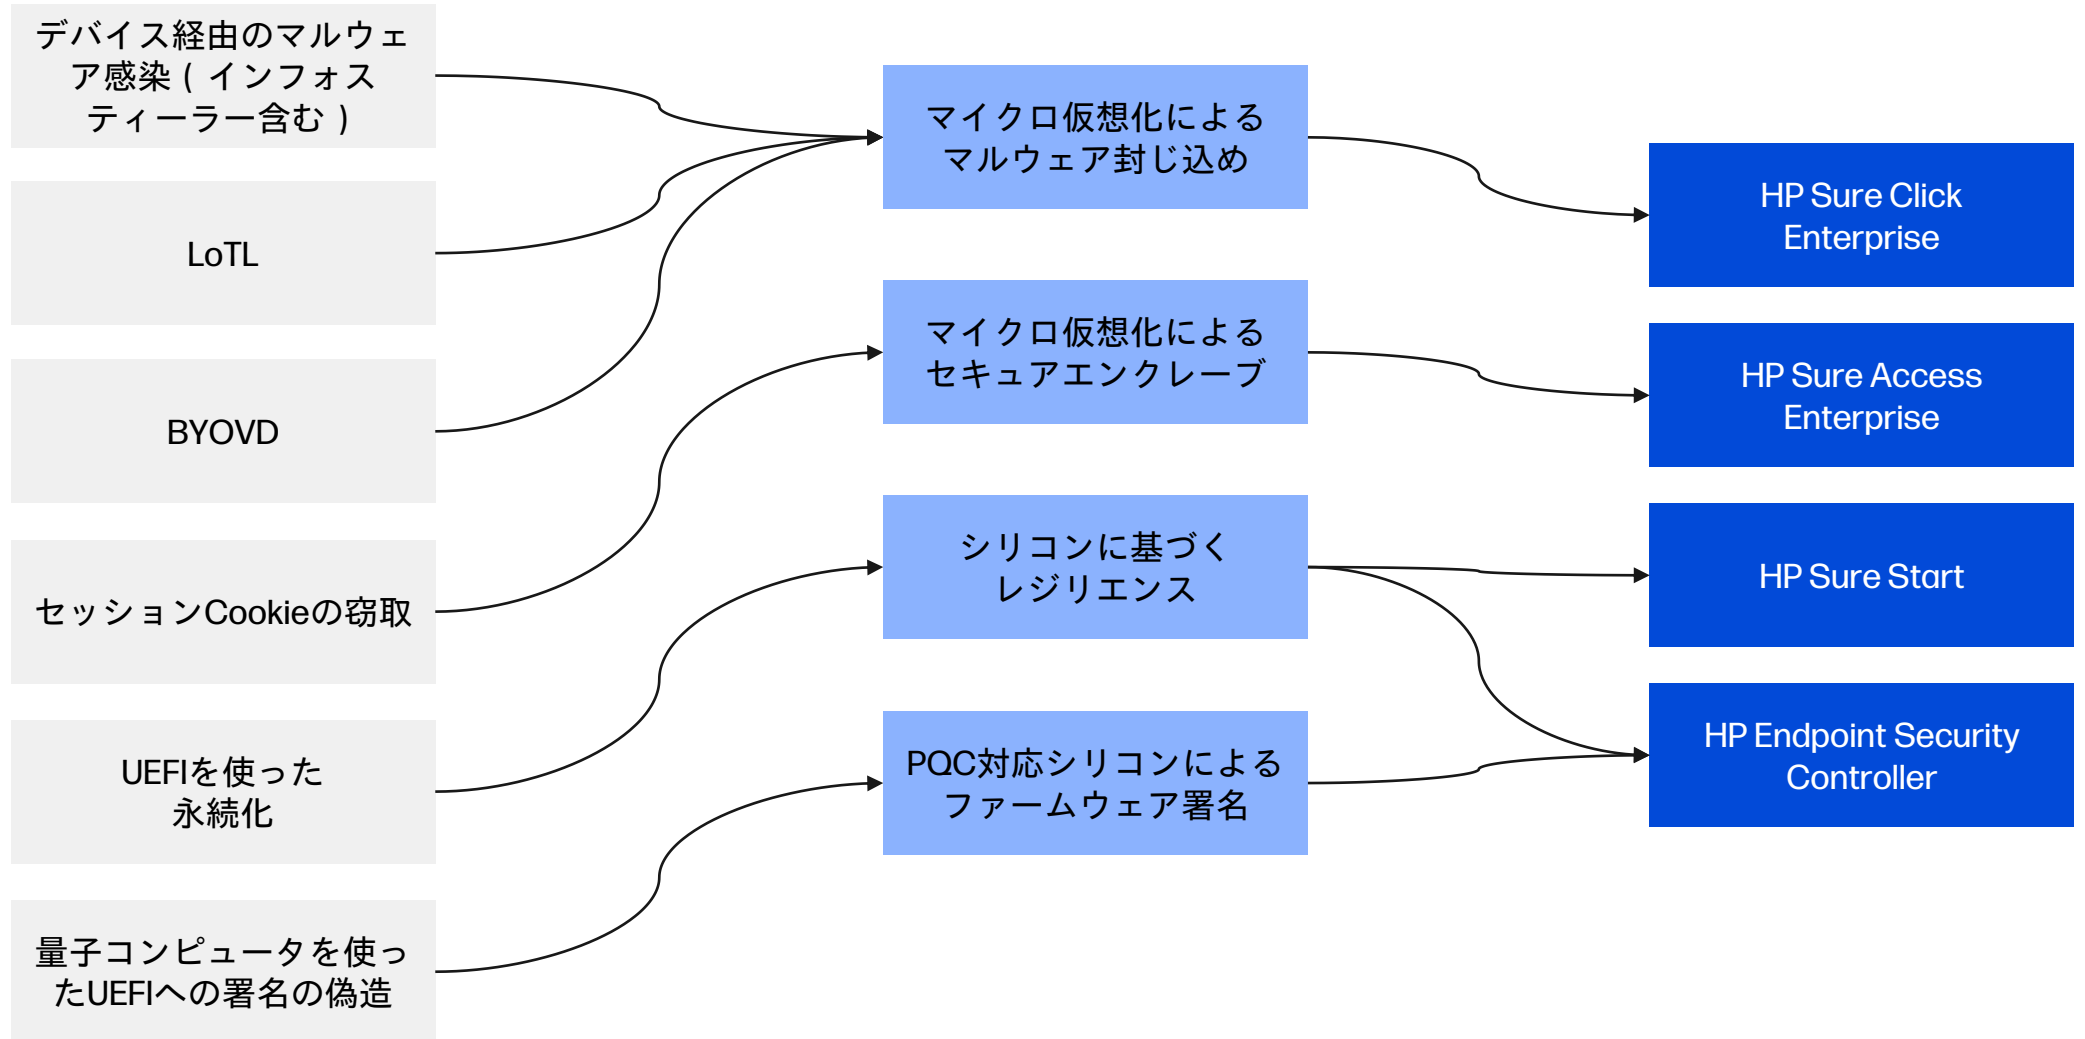 デバイス経由のマルウェ
ア感染（インフォス
ティーラー含む）
LoTL
BYOVD
セッションCookieの窃取
UEFIを使った
永続化
量子コンピュータを使っ
たUEFIへの署名の偽造
マイクロ仮想化による
マルウェア封じ込め
マイクロ仮想化による
セキュアエンクレーブ
シリコンに基づく
レジリエンス
PQC対応シリコンによる
ファームウェア署名
HP Sure Click
Enterprise
HP Sure Access
Enterprise
HP Sure Start
HP Endpoint Security
Controller